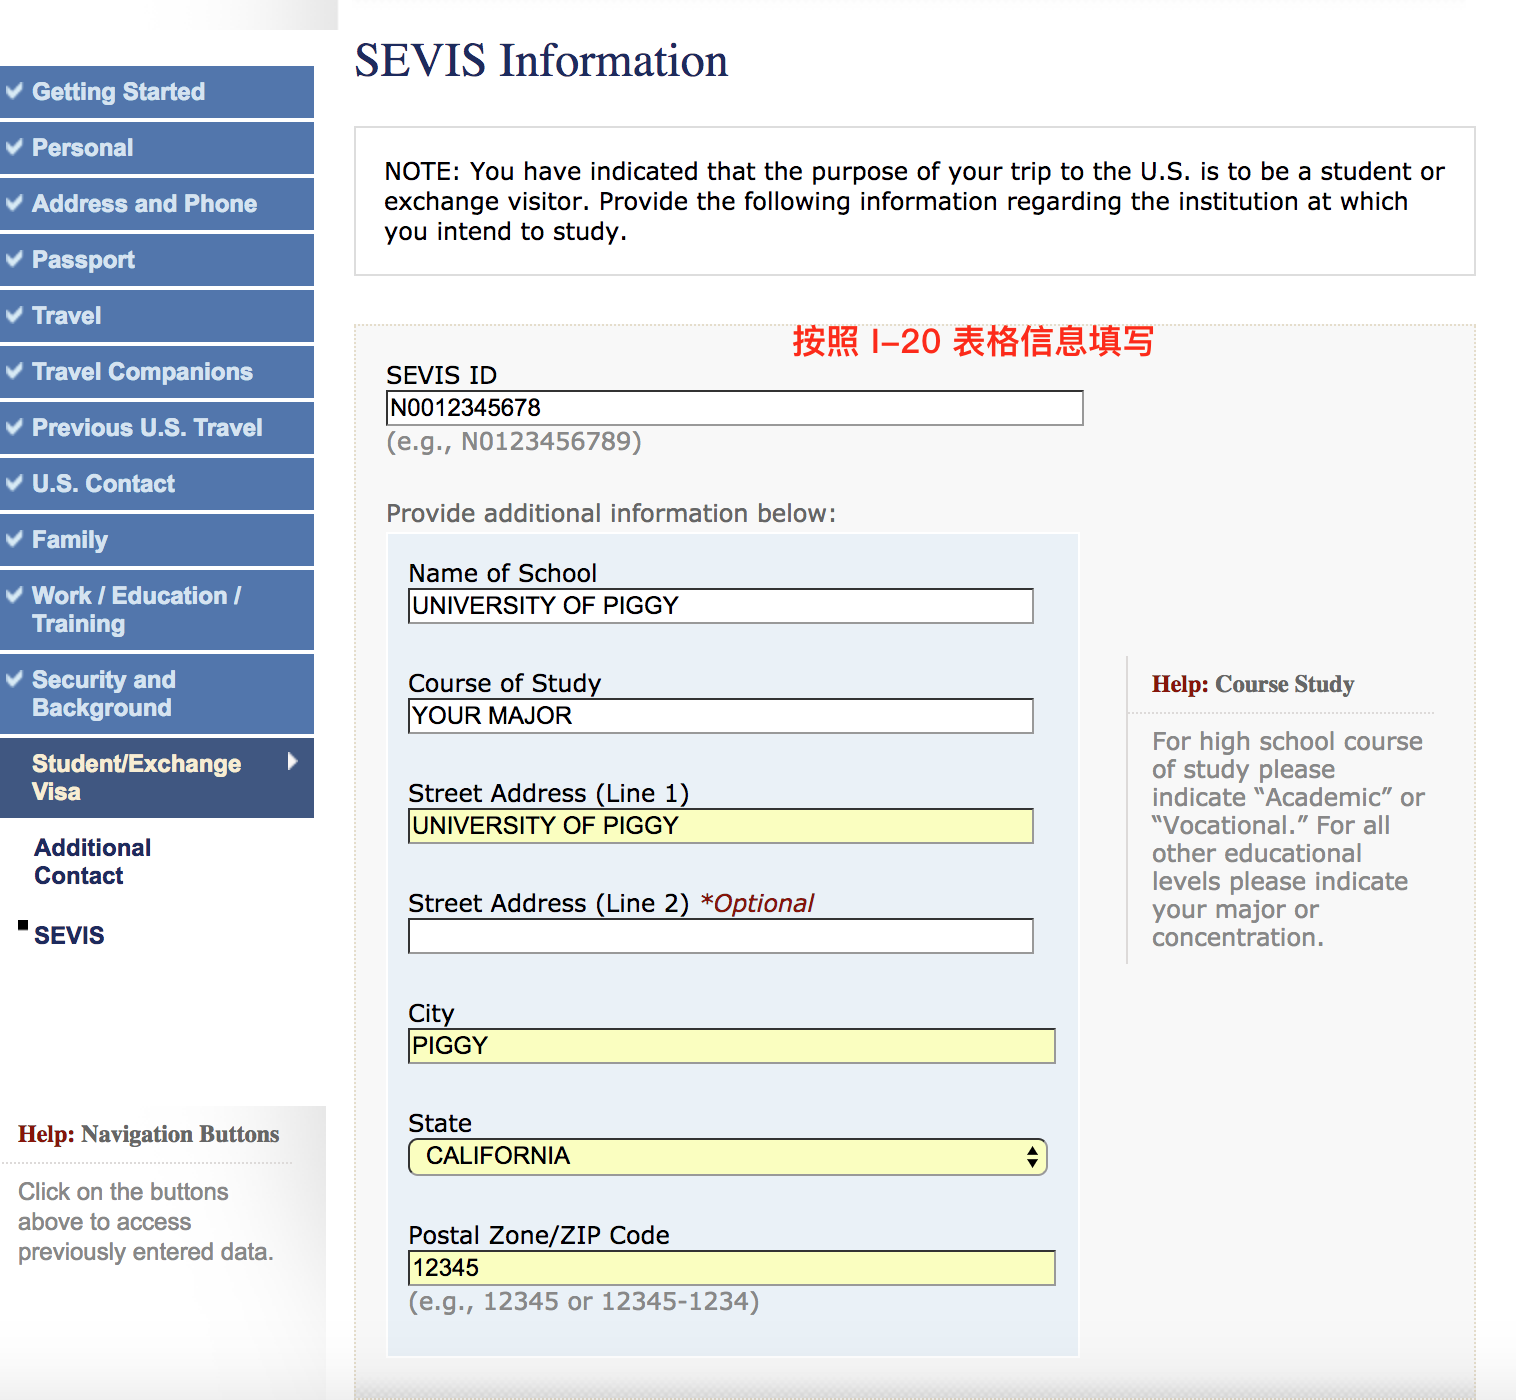 SEVIS Information
Getting Started
Personal
Address and Phone
Passport
Travel
Travel Companions
Previous U.S. Travel
U.S. Contact
Family
Work / Education /
Training
Security and
Background
Student/Exchange
Visa
Additional
Contact
SEVIS
Help: Navigation Buttons
Click on the buttons
above to access
previously entered data.
NOTE: You have indicated that the purpose of your trip to the U.S. is to be a student or
exchange visitor. Provide the following information regarding the institution at which
you intend to study.
按照 I-20 表格信息填写
SEVIS ID
N0012345678
(e.g., N0123456789)
Provide additional information below:
Name of School
UNIVERSITY OF PIGGY
Course of Study
YOUR MAJOR
Street Address (Line 1)
UNIVERSITY OF PIGGY
Street Address (Line 2) *Optional
City
PIGGY
State
CALIFORNIA
Postal Zone/ZIP Code
12345
(e.g., 12345 or 12345-1234)
Help: Course Study
For high school course
of study please
indicate “Academic” or
“Vocational.” For all
other educational
levels please indicate
your major or
concentration.